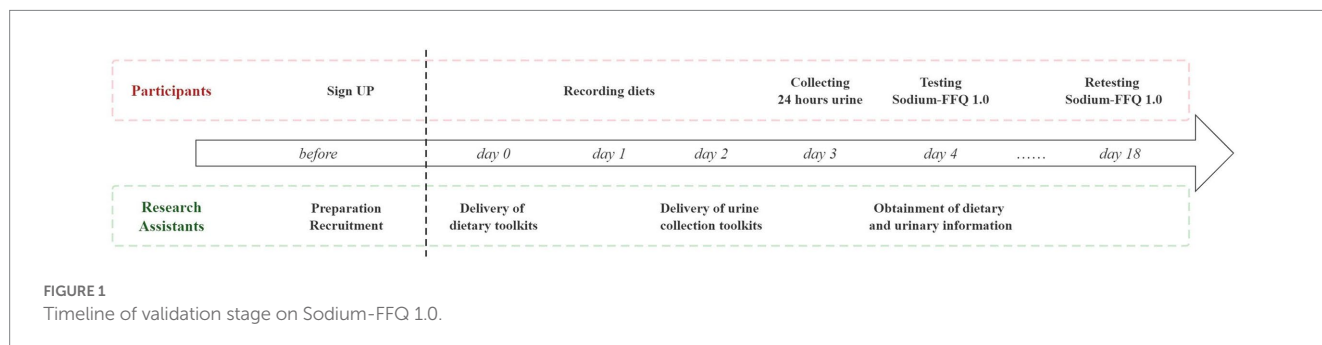 Participants
Sign UP
Recording diets
Collecting
24 hours urine
Testing
Sodium-FFQ 1.0
Retesting
Sodium-FFQ 1.0
before
day 0
day 1
day 2
day 3
day 4
......
day 18
Research
Assistants
Preparation
Recruitment
Delivery of
dietary toolkits
Delivery of urine
collection toolkits
Obtainment of dietary
and urinary information
FIGURE 1
Timeline of validation stage on Sodium-FFQ 1.0.